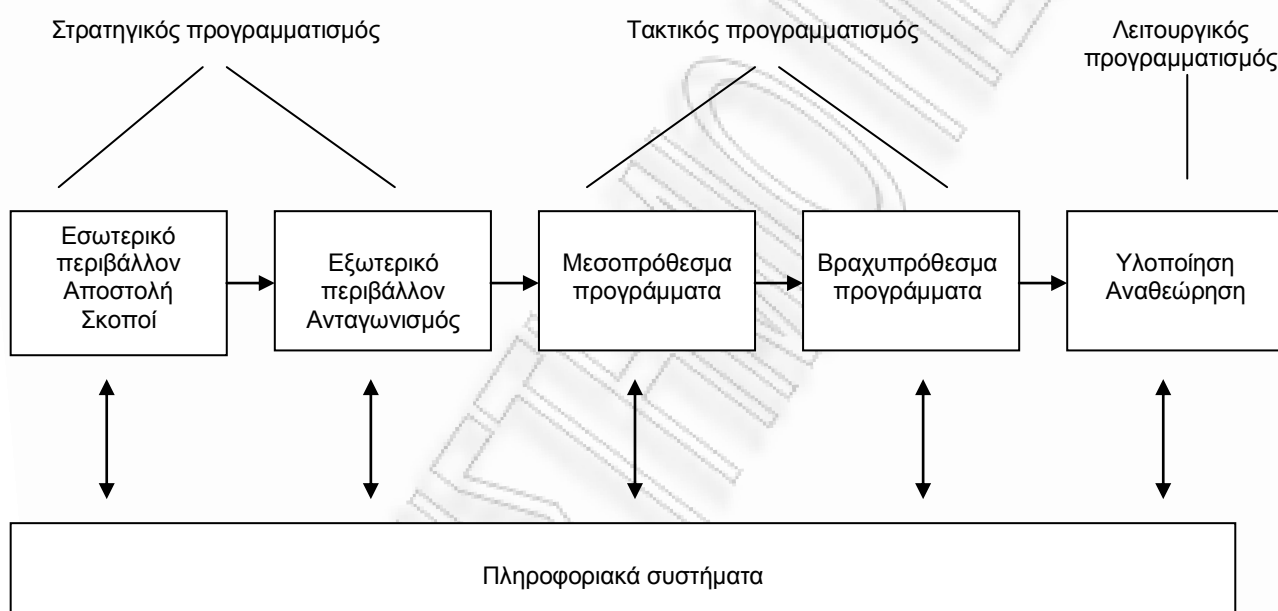 Στρατηγικός προγραμματισμός
Τακτικός προγραμματισμός
Λειτουργικός
προγραμματισμός
Εσωτερικό
περιβάλλον
Αποστολή
Σκοποί
Εξωτερικό
περιβάλλον
Ανταγωνισμός
Μεσοπρόθεσμα
προγράμματα
Βραχυπρόθεσμα
προγράμματα
Υλοποίηση
Αναθεώρηση
Πληροφοριακά συστήματα